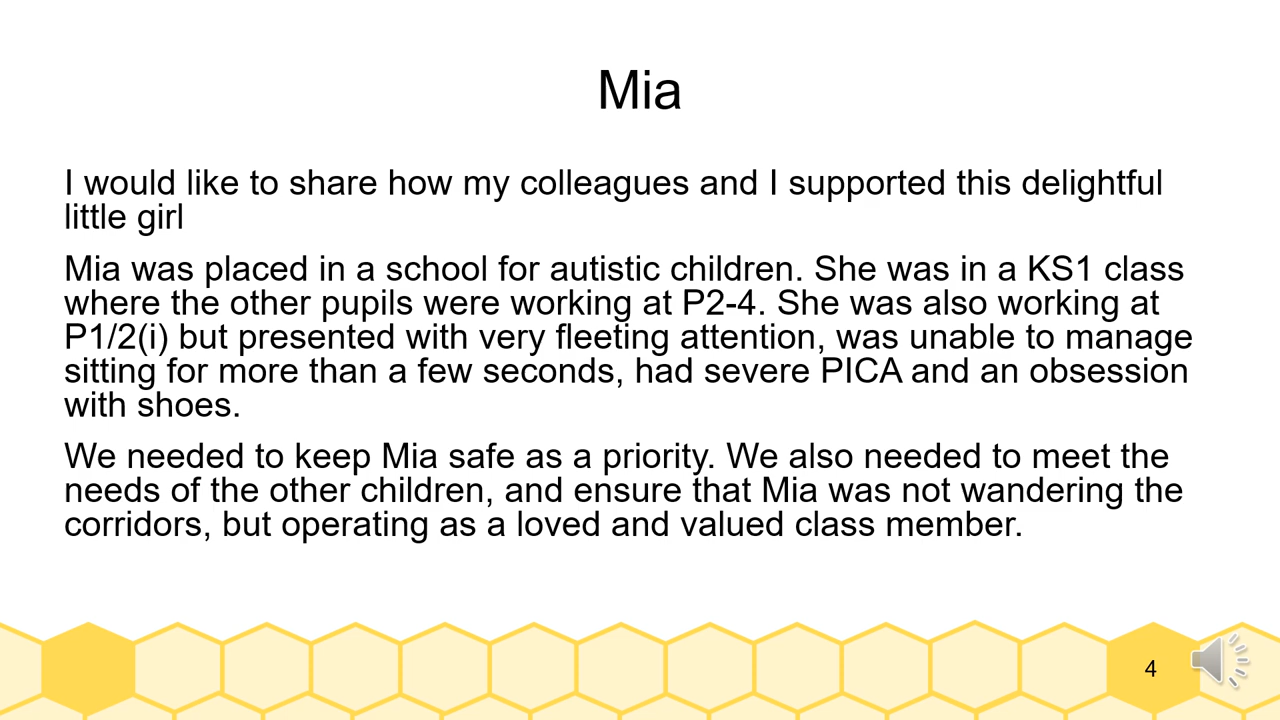 Mia
I would like to share how my colleagues and I supported this delightful
little girl
Mia was placed in a school for autistic children. She was in a KS1 class
where the other pupils were working at P2-4. She was also working at
P1/2(i) but presented with very fleeting attention, was unable to manage
sitting for more than a few seconds, had severe PICA and an obsession
with shoes.
We needed to keep Mia safe as a priority. We also needed to meet the
needs of the other children, and ensure that Mia was not wandering the
corridors, but operating as a loved and valued class member.
4